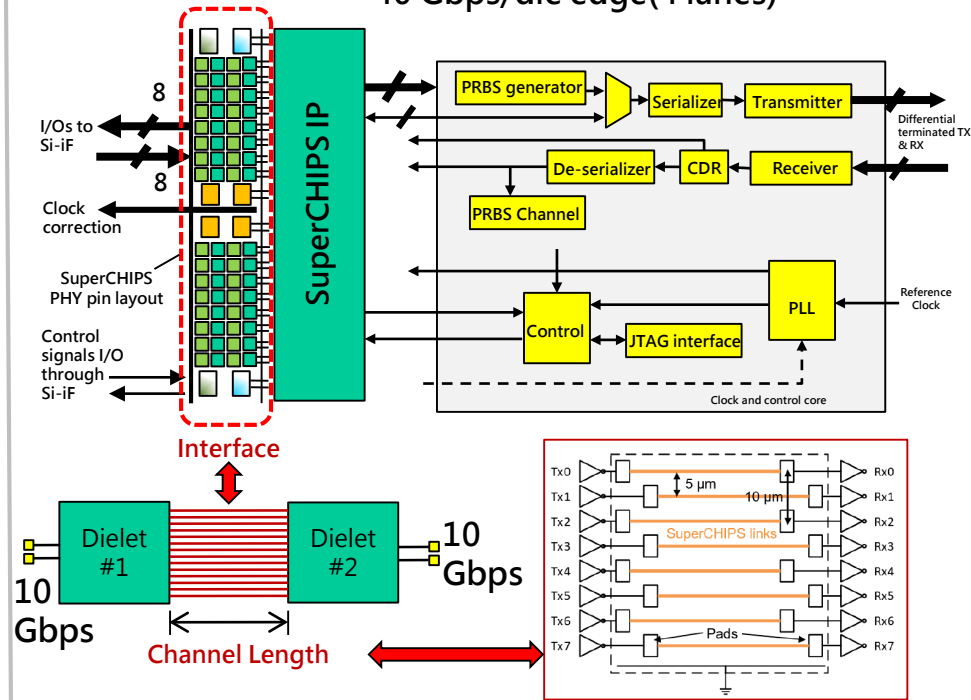 Gbps/die edge(
lanes)
8
I/Os to
Si-iF
8
Clock
correction
SuperCHIPS
PHY pin layout
Control
signals I/O
through
Si-iF
SuperCHIPS IP
PRBS generator
Serializer
Transmitter
Differential
terminated TX
& RX
De-serializer
CDR
Receiver
PRBS Channel
Control
JTAG interface
PLL
Reference
Clock
Clock and control core
Interface
Dielet
#1
Dielet
#2
10
Gbps
10
Gbps
Channel Length
Tx0
Tx1
Tx2
Tx3
Tx4
Tx5
Tx6
Tx7
5 µm
10 µm
SuperCHIPS links
Pads
Rx0
Rx1
Rx2
Rx3
Rx4
Rx5
Rx6
Rx7